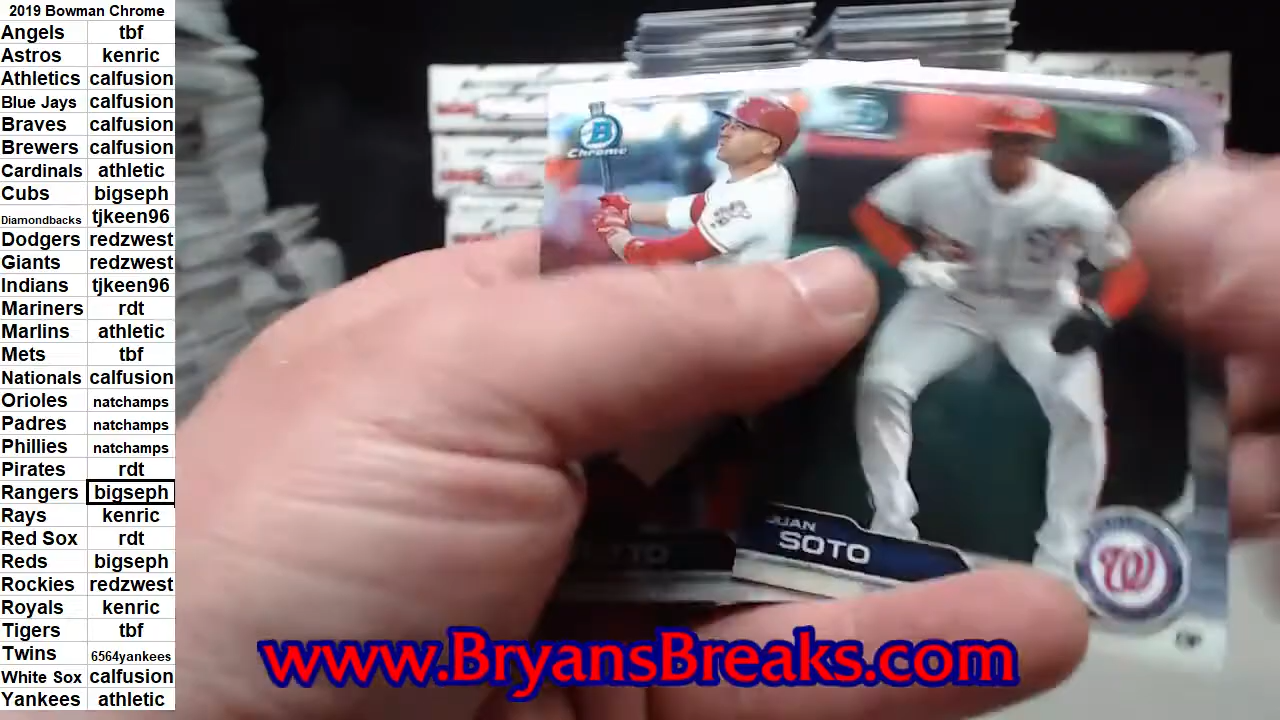 2019 Bowman Chrome
Angels tbf
Astros kenric
Athletics calfusion
Blue Jays calfusion
Braves calfusion
Brewers calfusion
Cardinals athletic
Cubs bigseph
Diamondbacks tjkeen96
Dodgers redzwest
Giants redzwest
Indians tjkeen96
Mariners rdt
Marlins athletic
Mets tbf
Nationals calfusion
Orioles natchamps
Padres natchamps
Phillies natchamps
Pirates rdt
Rangers bigseph
Rays kenric
Red Sox rdt
Reds bigseph
Rockies redzwest
Royals kenric
Tigers tbf
Twins 6564yankees
White Sox calfusion
Yankees athletic
B
Chrome
JUAN
SOTO
W
www.BryansBreaks.com